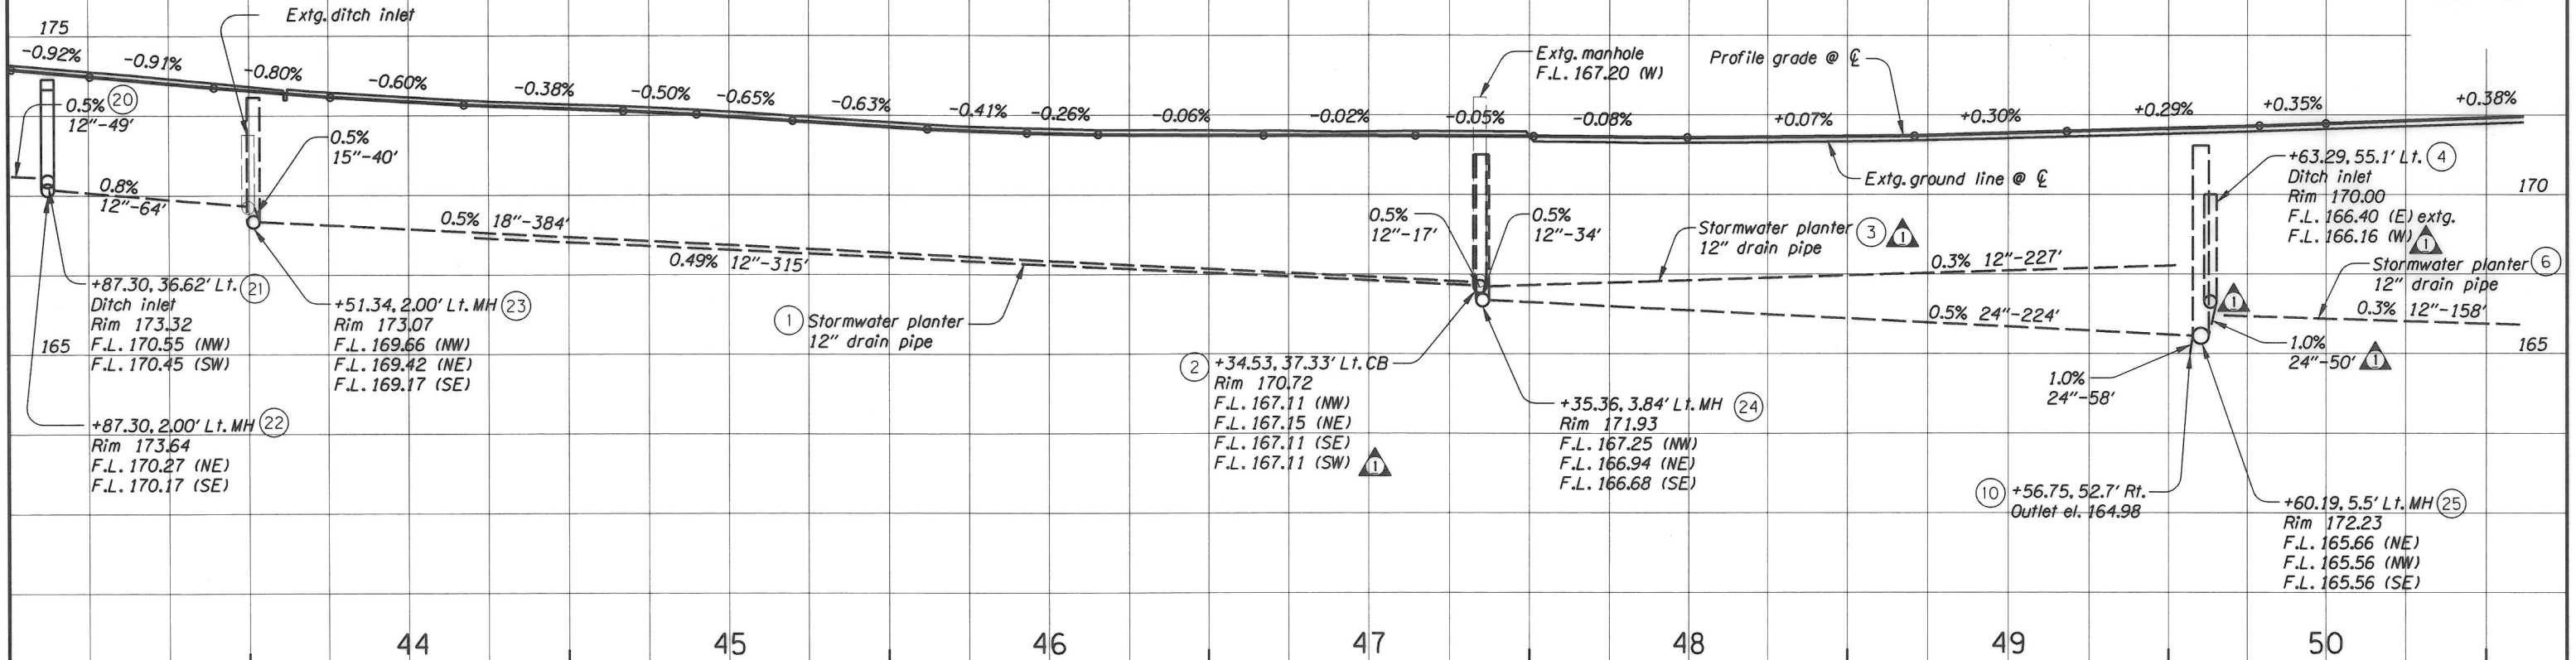 Extg. ditch inlet
175
-0.92%
-0.91%
-0.80%
-0.60%
-0.38%
-0.50%
-0.65%
-0.63%
-0.41%
-0.26%
-0.06%
-0.02%
-0.05%
-0.08%
+0.07%
+0.30%
+0.29%
+0.35%
+0.38%
Extg. manhole
F.L. 167.20 (W)
Profile grade @ ℄
Extg. ground line @ ℄
0.5% 20
12"-49'
0.8%
12"-64'
0.5%
15"-40'
0.5% 18"-384'
0.49% 12"-315'
0.5%
12"-17'
0.5%
12"-34'
Stormwater planter 3 1
12" drain pipe
0.3% 12"-227'
0.5% 24"-224'
+63.29, 55.1' Lt. 4
Ditch inlet
Rim 170.00
F.L. 166.40 (E) extg.
F.L. 166.16 (W) 1
170
Stormwater planter 6
12" drain pipe
1
0.3% 12"-158'
1.0%
24"-50' 1
165
165
+87.30, 36.62' Lt. 21
Ditch inlet
Rim 173.32
F.L. 170.55 (NW)
F.L. 170.45 (SW)
+51.34, 2.00' Lt. MH 23
Rim 173.07
F.L. 169.66 (NW)
F.L. 169.42 (NE)
F.L. 169.17 (SE)
1 Stormwater planter
12" drain pipe
+87.30, 2.00' Lt. MH 22
Rim 173.64
F.L. 170.27 (NE)
F.L. 170.17 (SE)
2 +34.53, 37.33' Lt. CB
Rim 170.72
F.L. 167.11 (NW)
F.L. 167.15 (NE)
F.L. 167.11 (SE)
F.L. 167.11 (SW) 1
+35.36, 3.84' Lt. MH 24
Rim 171.93
F.L. 167.25 (NW)
F.L. 166.94 (NE)
F.L. 166.68 (SE)
1.0%
24"-58'
10 +56.75, 52.7' Rt.
Outlet el. 164.98
+60.19, 5.5' Lt. MH 25
Rim 172.23
F.L. 165.66 (NE)
F.L. 165.56 (NW)
F.L. 165.56 (SE)
44 45 46 47 48 49 50